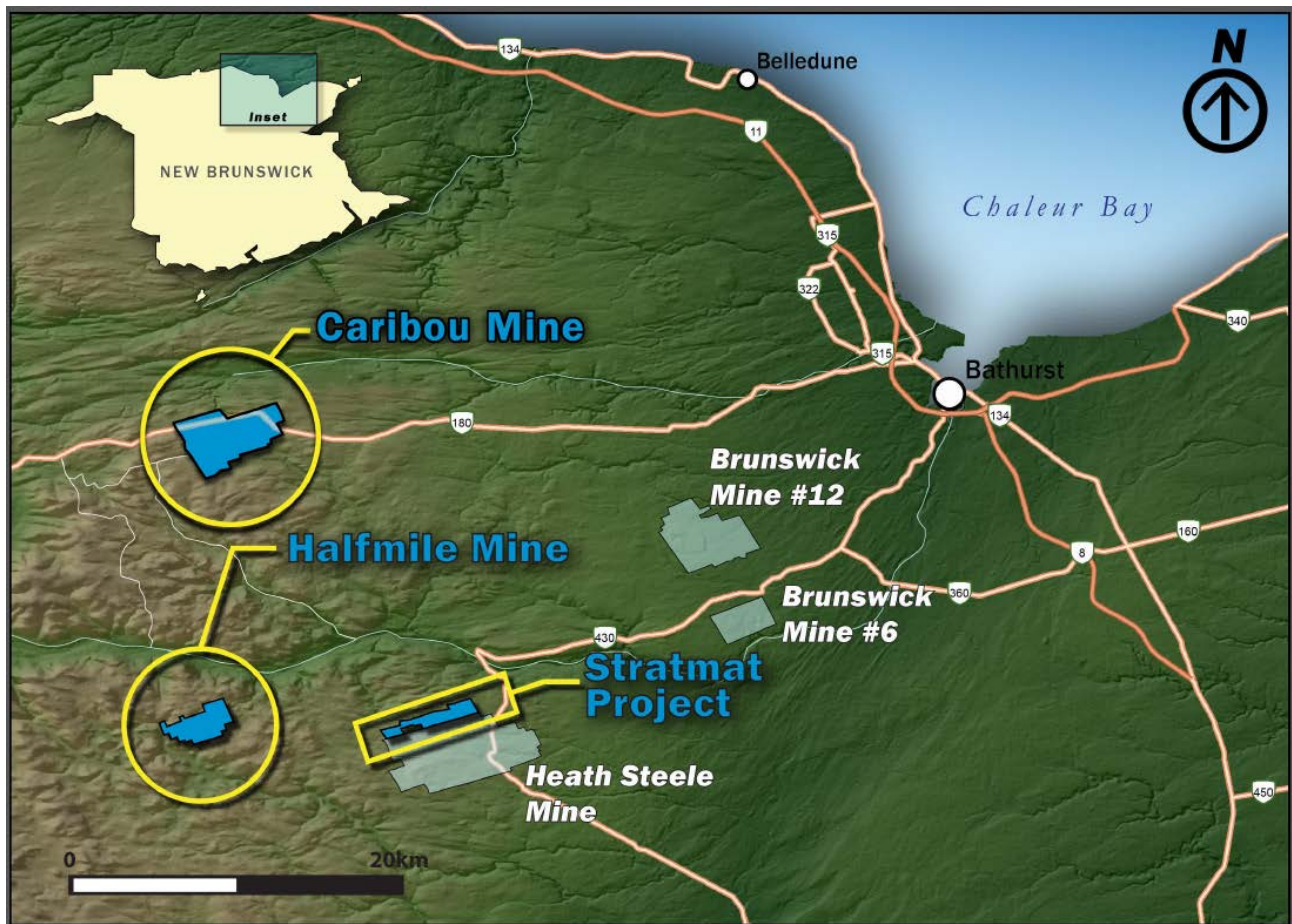 134
Belledune
N
Inset
11
NEW BRUNSWICK
Chaleur Bay
315
322
340
Caribou Mine
315
Bathurst
134
180
Brunswick
Mine #12
160
Halfmile Mine
8
Brunswick
Mine #6
360
430
Stratmat
Project
Heath Steele
Mine
450
0 20km